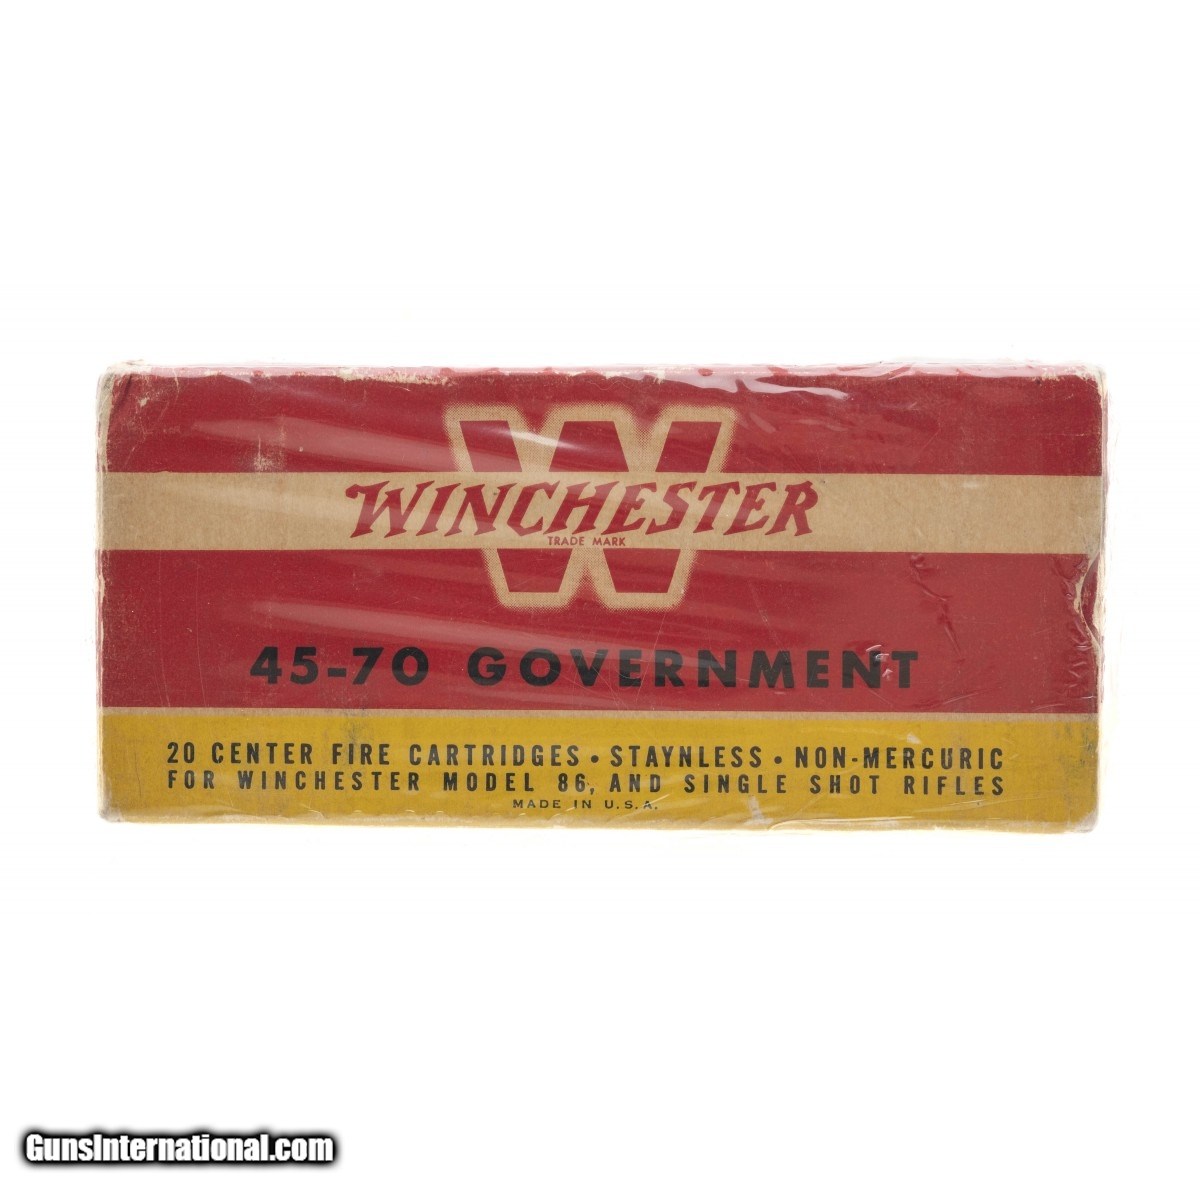 W
WINCHESTER
TRADE MARK
45-70 GOVERNMENT
20 CENTER FIRE CARTRIDGES • STAYNLESS • NON-MERCURIC
FOR WINCHESTER MODEL 86, AND SINGLE SHOT RIFLES
MADE IN U.S.A.
GunsInternational.com